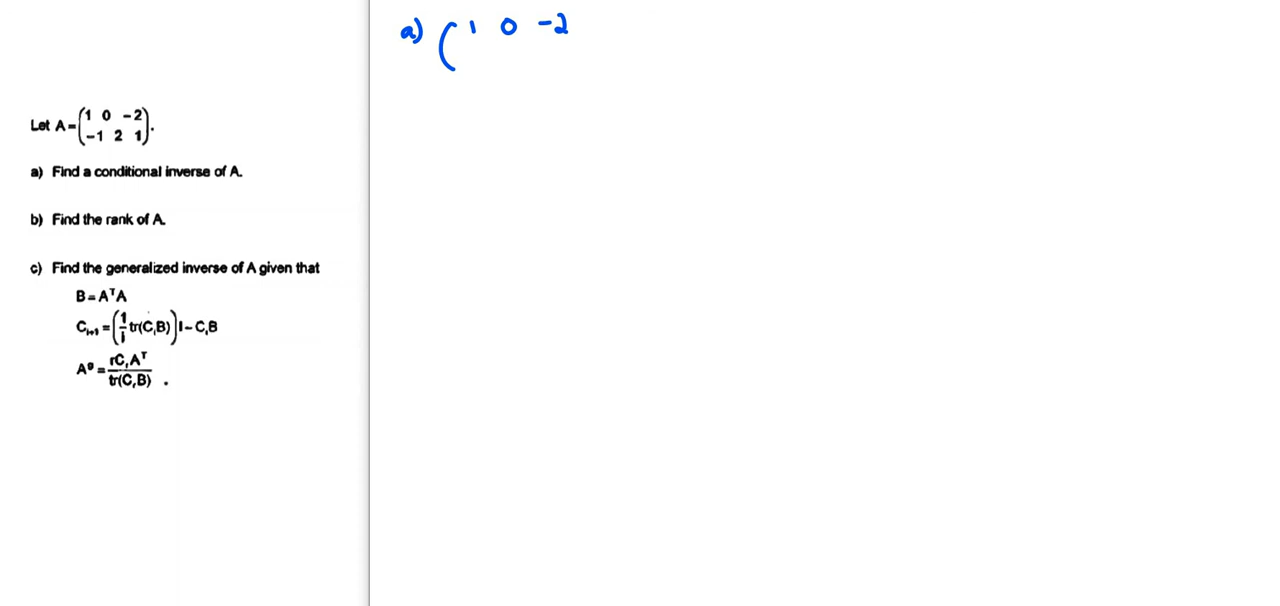 Let A=(1 0 -2
-1 2 1).
a) Find a conditional inverse of A.
b) Find the rank of A.
c) Find the generalized inverse of A given that
B=AᵀA
Cᵢ₊₁ = (1/i tr(CᵢB))I-CᵢB
Aᵍ = rCᵣAᵀ / tr(CᵣB) .
a) ( 1 0 -2